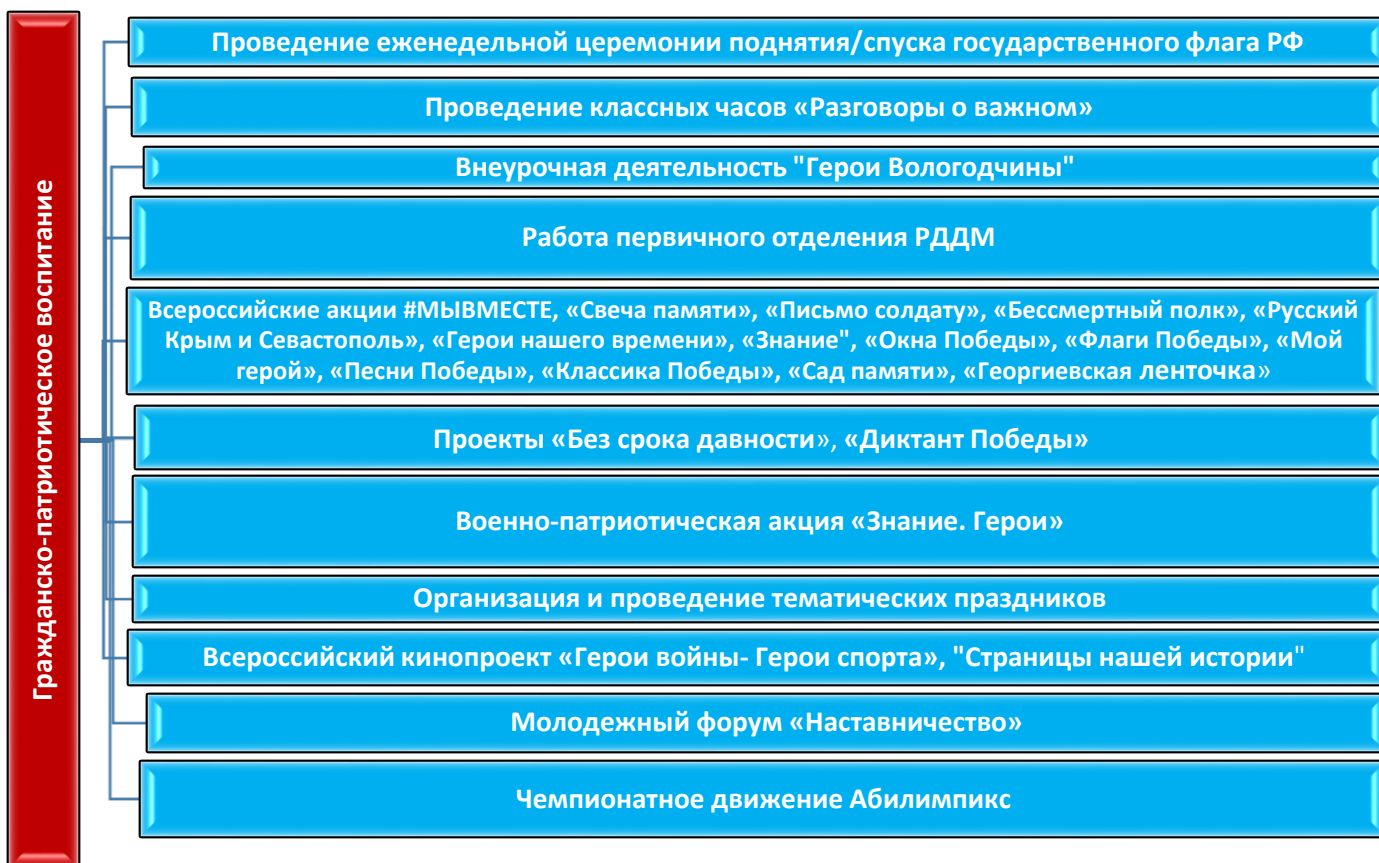 Гражданско-патриотическое воспитание
Проведение еженедельной церемонии поднятия/спуска государственного флага РФ
Проведение классных часов «Разговоры о важном»
Внеурочная деятельность "Герои Вологодчины"
Работа первичного отделения РДДМ
Всероссийские акции #МЫВМЕСТЕ, «Свеча памяти», «Письмо солдату», «Бессмертный полк», «Русский
Крым и Севастополь», «Герои нашего времени», «Знание", «Окна Победы», «Флаги Победы», «Мой
герой», «Песни Победы», «Классика Победы», «Сад памяти», «Георгиевская ленточка»
Проекты «Без срока давности», «Диктант Победы»
Военно-патриотическая акция «Знание. Герои»
Организация и проведение тематических праздников
Всероссийский кинопроект «Герои войны- Герои спорта», "Страницы нашей истории"
Молодежный форум «Наставничество»
Чемпионатное движение Абилимпикс